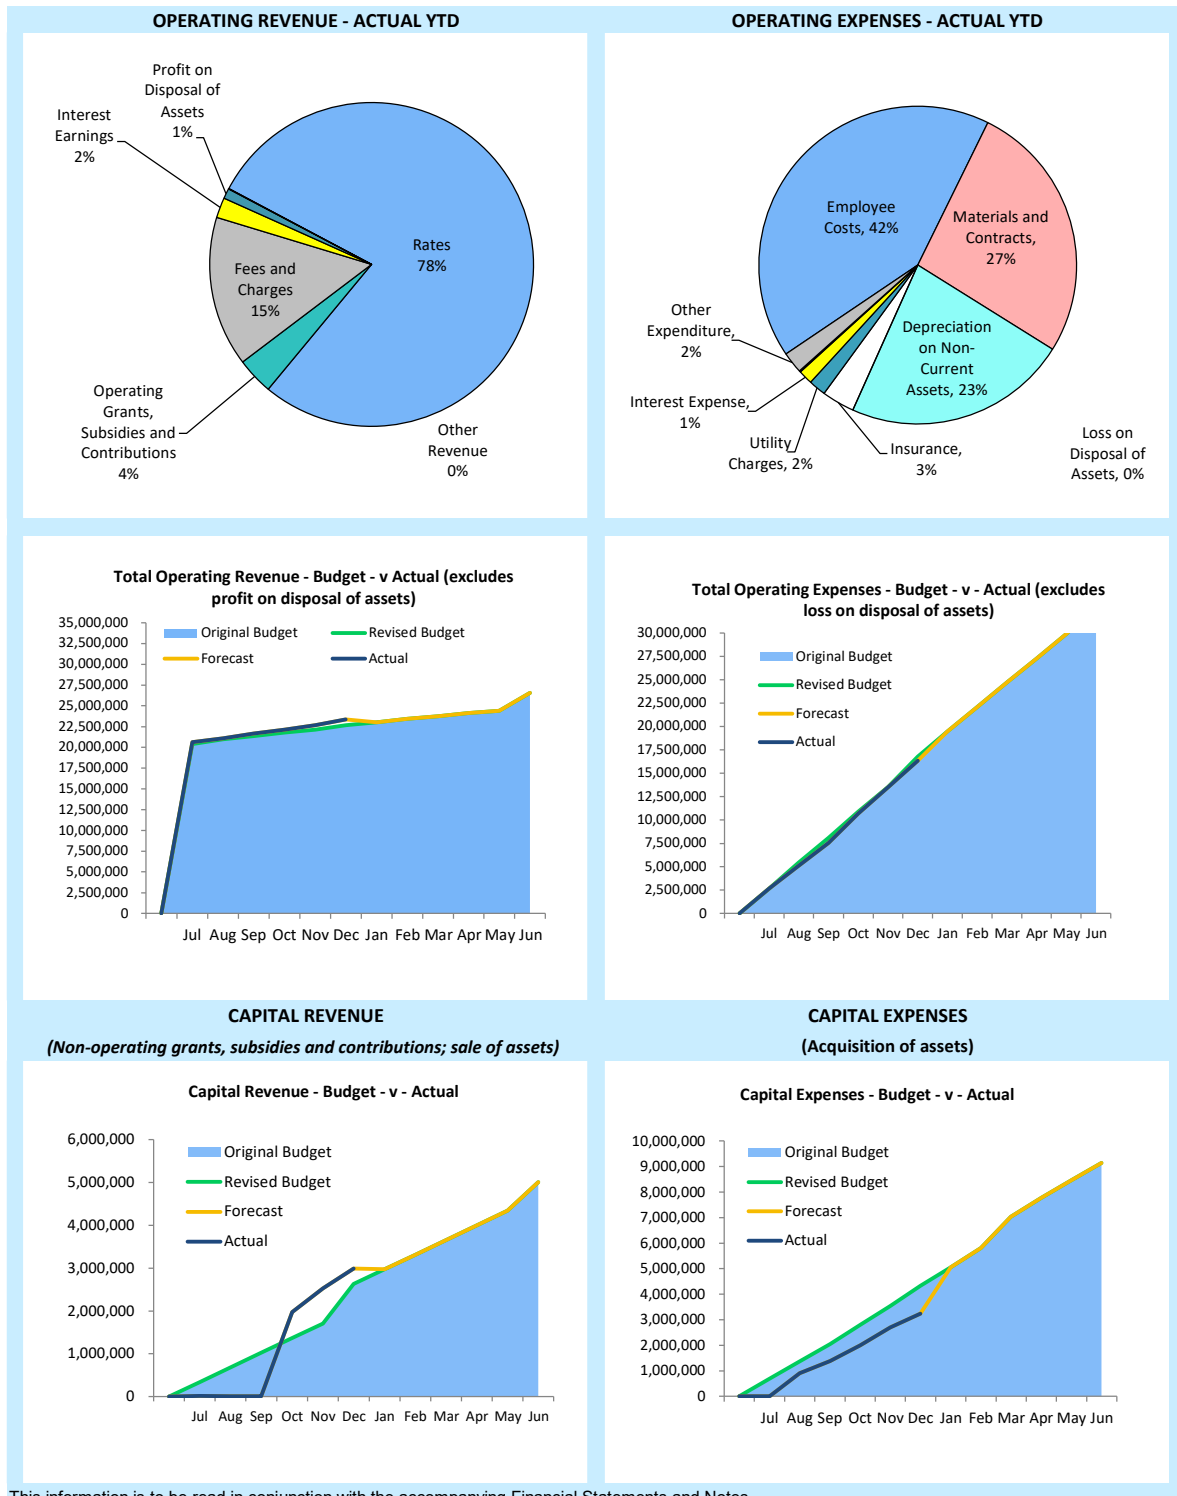 OPERATING REVENUE - ACTUAL YTD
Profit on
Disposal of
Assets
1%
Interest
Earnings
2%
Rates
78%
Fees and
Charges
15%
Operating
Grants,
Subsidies and
Contributions
4%
Other
Revenue
0%
OPERATING EXPENSES - ACTUAL YTD
Employee
Costs, 42%
Materials and
Contracts,
27%
Other
Expenditure,
2%
Depreciation
on Non-
Current
Assets, 23%
Interest Expense,
1%
Utility
Charges, 2%
Insurance,
3%
Loss on
Disposal of
Assets, 0%
Total Operating Revenue - Budget - v Actual (excludes
profit on disposal of assets)
35,000,000
32,500,000
30,000,000
27,500,000
25,000,000
22,500,000
20,000,000
17,500,000
15,000,000
12,500,000
10,000,000
7,500,000
5,000,000
2,500,000
0
Original Budget
Revised Budget
Forecast
Actual
Jul Aug Sep Oct Nov Dec Jan Feb Mar Apr May Jun
Total Operating Expenses - Budget - v - Actual (excludes
loss on disposal of assets)
30,000,000
27,500,000
25,000,000
22,500,000
20,000,000
17,500,000
15,000,000
12,500,000
10,000,000
7,500,000
5,000,000
2,500,000
0
Original Budget
Revised Budget
Forecast
Actual
Jul Aug Sep Oct Nov Dec Jan Feb Mar Apr May Jun
CAPITAL REVENUE
(Non-operating grants, subsidies and contributions; sale of assets)
Capital Revenue - Budget - v - Actual
6,000,000
5,000,000
4,000,000
3,000,000
2,000,000
1,000,000
0
Original Budget
Revised Budget
Forecast
Actual
Jul Aug Sep Oct Nov Dec Jan Feb Mar Apr May Jun
CAPITAL EXPENSES
(Acquisition of assets)
Capital Expenses - Budget - v - Actual
10,000,000
9,000,000
8,000,000
7,000,000
6,000,000
5,000,000
4,000,000
3,000,000
2,000,000
1,000,000
0
Original Budget
Revised Budget
Forecast
Actual
Jul Aug Sep Oct Nov Dec Jan Feb Mar Apr May Jun
This information is to be read in conjunction with the accompanying Financial Statements and Notes